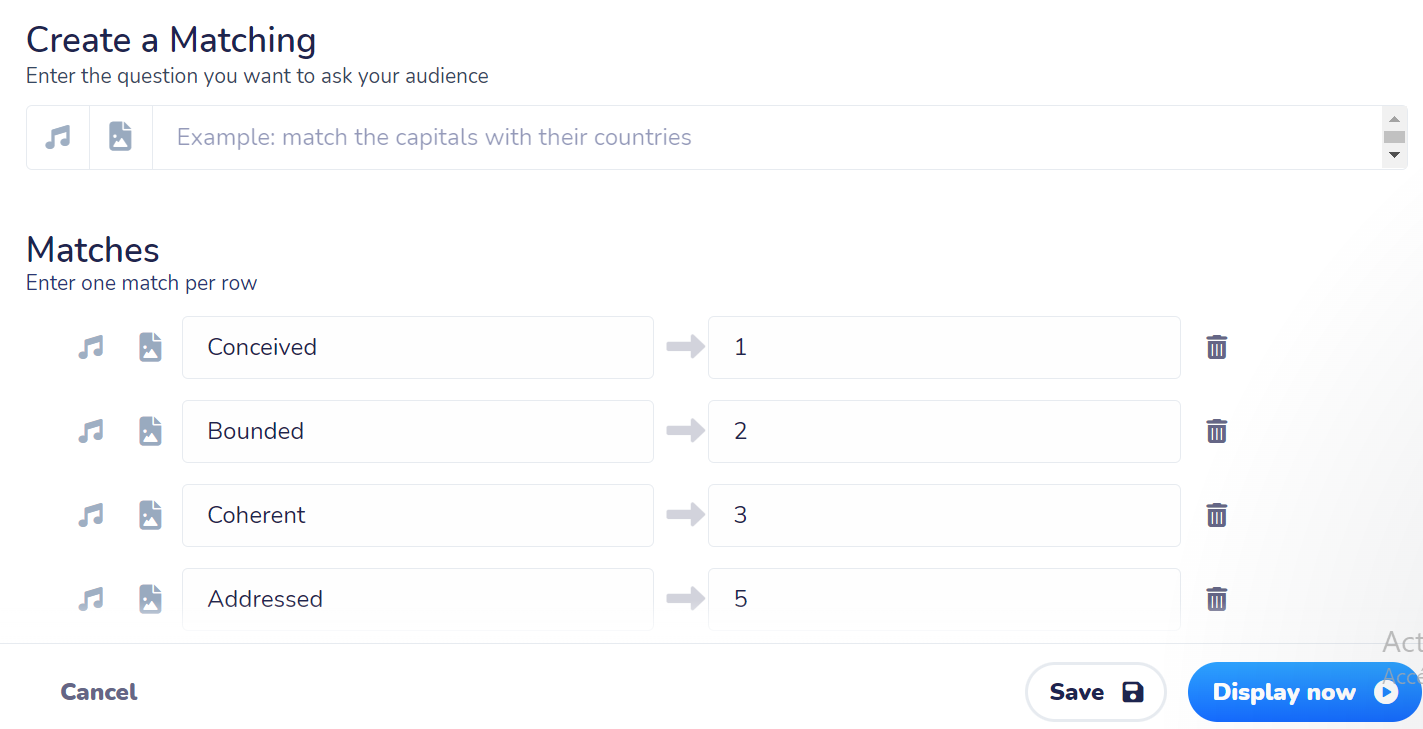 Create a Matching
Enter the question you want to ask your audience
Example: match the capitals with their countries
Matches
Enter one match per row
Conceived 1
Bounded 2
Coherent 3
Addressed 5
Act
Accé
Cancel Save Display now